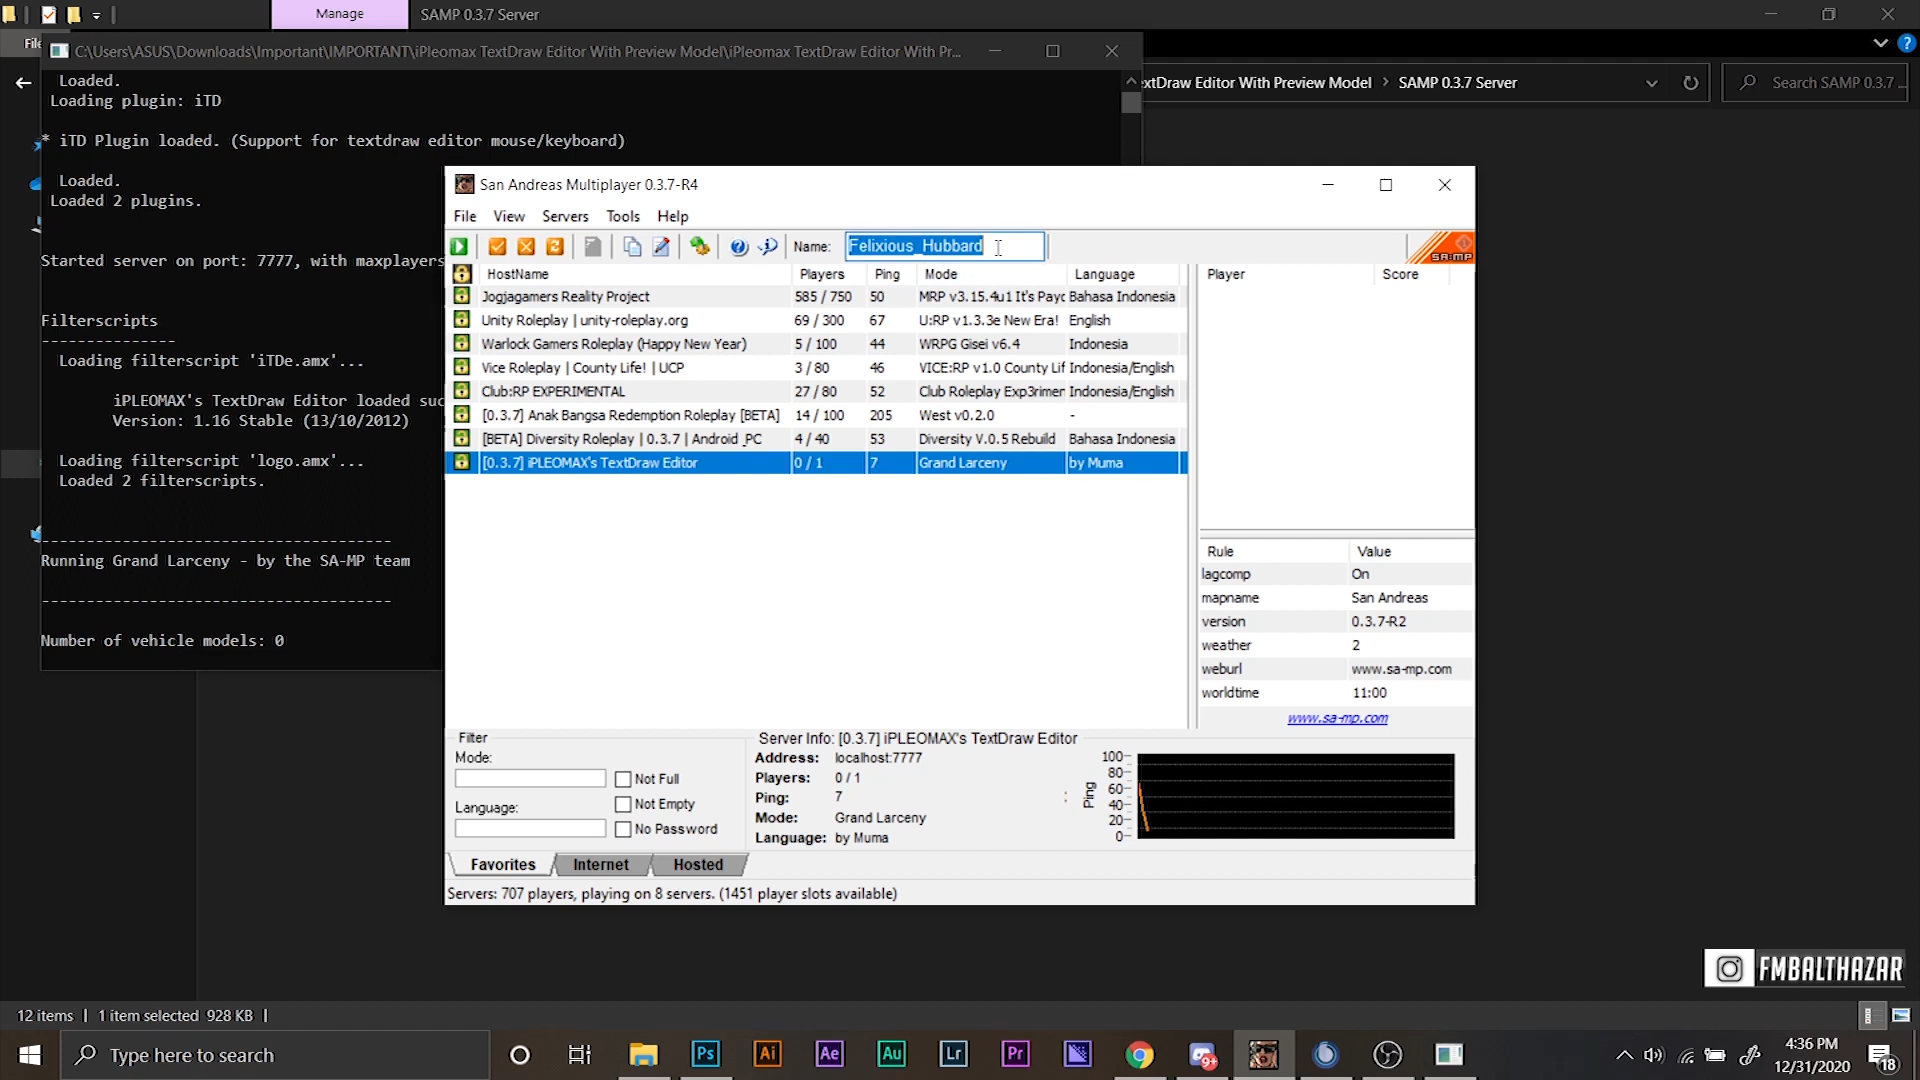 Manage
SAMP 0.3.7 Server
C:\Users\ASUS\Downloads\Important\IMPORTANT\iPleomax TextDraw Editor With Preview Model\iPleomax TextDraw Editor With Pr...
Loaded.
Loading plugin: iTD
* iTD Plugin loaded. (Support for textdraw editor mouse/keyboard)
Loaded.
Loaded 2 plugins.
Started server on port: 7777, with maxplayers
Filterscripts
---------------
Loading filterscript 'iTDe.amx'...
iPLEOMAX's TextDraw Editor loaded suc
Version: 1.16 Stable (13/10/2012)
Loading filterscript 'logo.amx'...
Loaded 2 filterscripts.
---------------------------------------
Running Grand Larceny - by the SA-MP team
---------------------------------------
Number of vehicle models: 0
extDraw Editor With Preview Model > SAMP 0.3.7 Server
Search SAMP 0.3.7 ...
San Andreas Multiplayer 0.3.7-R4
File View Servers Tools Help
Name: Felixious_Hubbard
sa:mp
HostName Players Ping Mode Language
Jogjagamers Reality Project 585 / 750 50 MRP v3.15.4u1 It's Payc Bahasa Indonesia
Unity Roleplay | unity-roleplay.org 69 / 300 67 U:RP v1.3.3e New Era! English
Warlock Gamers Roleplay (Happy New Year) 5 / 100 44 WRPG Gisei v6.4 Indonesia
Vice Roleplay | County Life! | UCP 3 / 80 46 VICE:RP v1.0 County Lif Indonesia/English
Club:RP EXPERIMENTAL 27 / 80 52 Club Roleplay Exp3rimen Indonesia/English
[0.3.7] Anak Bangsa Redemption Roleplay [BETA] 14 / 100 205 West v0.2.0 -
[BETA] Diversity Roleplay | 0.3.7 | Android_PC 4 / 40 53 Diversity V.0.5 Rebuild Bahasa Indonesia
[0.3.7] iPLEOMAX's TextDraw Editor 0 / 1 7 Grand Larceny by Muma
Player Score
Rule Value
lagcomp On
mapname San Andreas
version 0.3.7-R2
weather 2
weburl www.sa-mp.com
worldtime 11:00
www.sa-mp.com
Filter
Mode:
Not Full
Not Empty
Language:
No Password
Server Info: [0.3.7] iPLEOMAX's TextDraw Editor
Address: localhost:7777
Players: 0 / 1
Ping: 7
Mode: Grand Larceny
Language: by Muma
Ping
100
80
60
40
20
0
Favorites Internet Hosted
Servers: 707 players, playing on 8 servers. (1451 player slots available)
FMBALTHAZAR
12 items | 1 item selected 928 KB |
Type here to search
Ps Ai Ae Au Lr Pr
9+
4:36 PM
12/31/2020
18